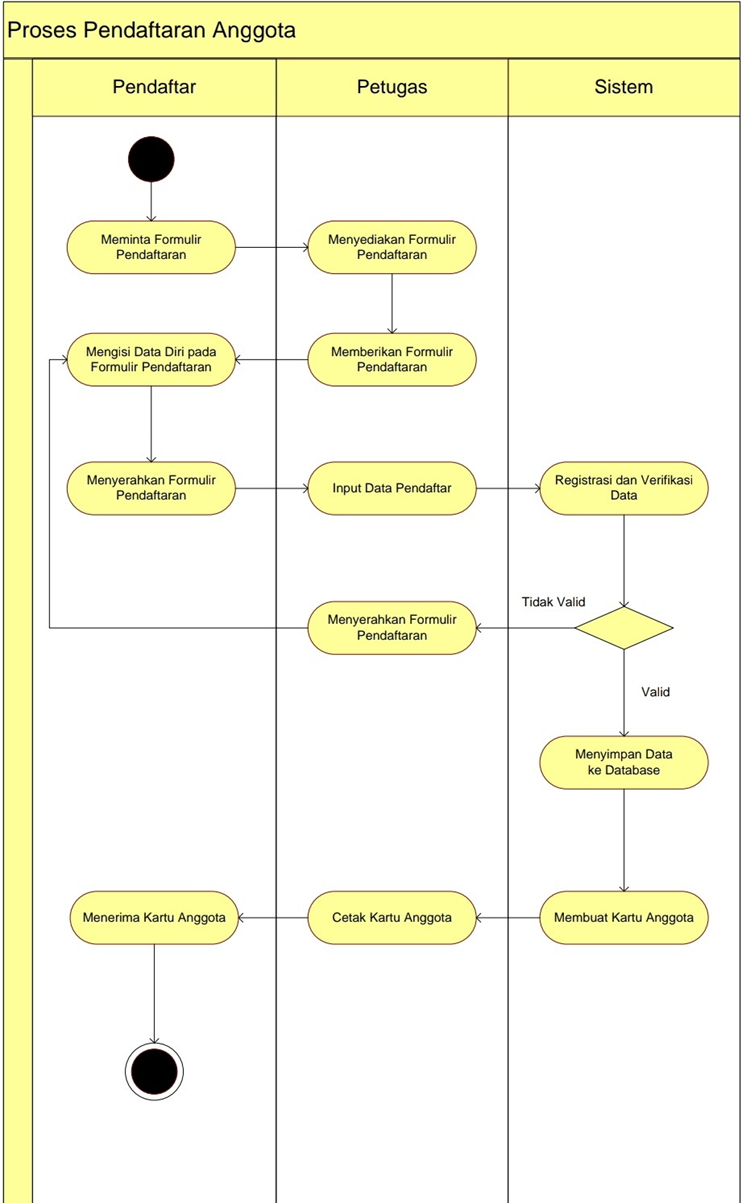 Proses Pendaftaran Anggota
Pendaftar
Petugas
Sistem
Meminta Formulir
Pendaftaran
Menyediakan Formulir
Pendaftaran
Mengisi Data Diri pada
Formulir Pendaftaran
Memberikan Formulir
Pendaftaran
Menyerahkan Formulir
Pendaftaran
Input Data Pendaftar
Registrasi dan Verifikasi
Data
Tidak Valid
Menyerahkan Formulir
Pendaftaran
Valid
Menyimpan Data
ke Database
Menerima Kartu Anggota
Cetak Kartu Anggota
Membuat Kartu Anggota